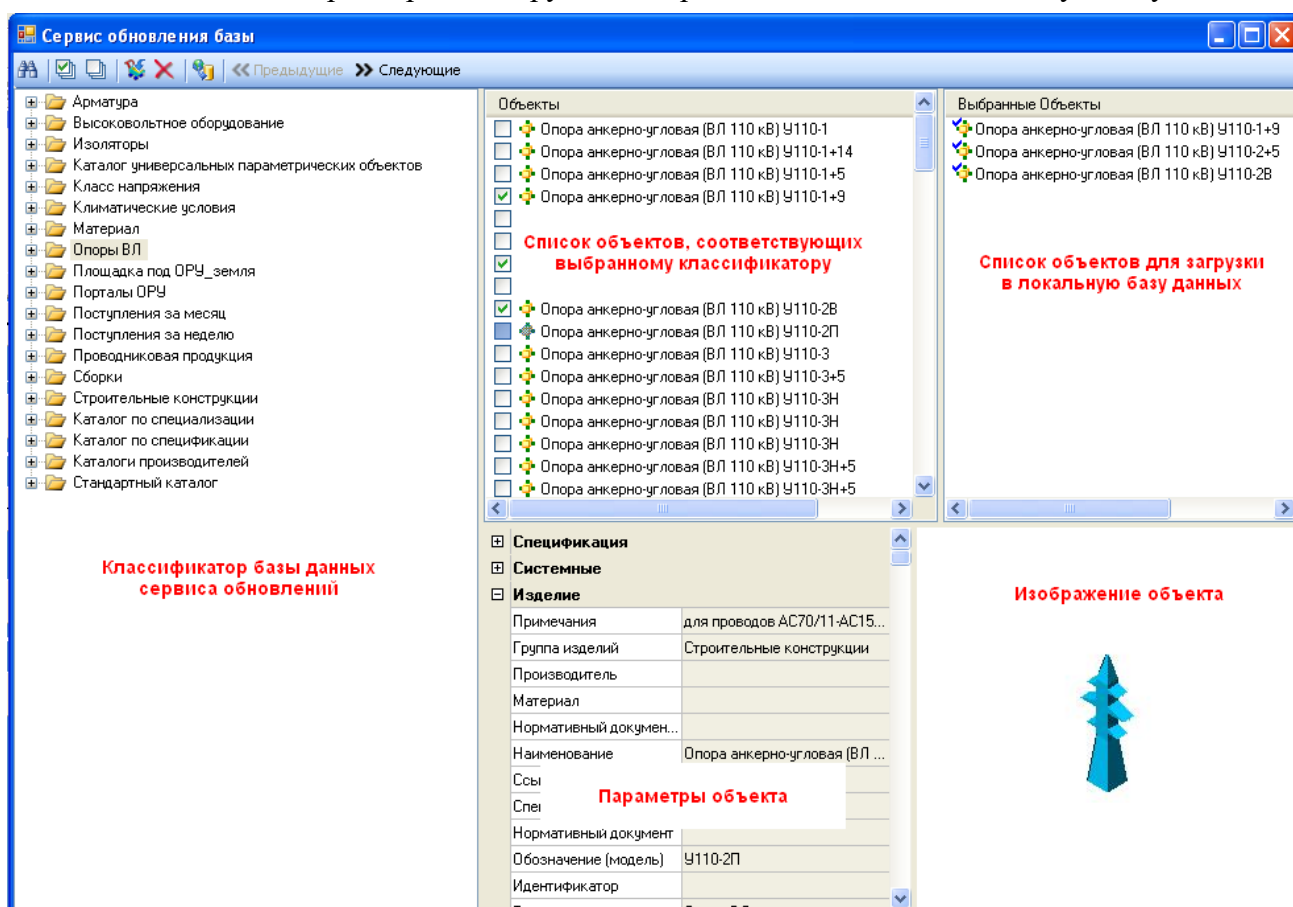 Сервис обновления базы
Предыдущие Следующие
Арматура
Высоковольтное оборудование
Изоляторы
Каталог универсальных параметрических объектов
Класс напряжения
Климатические условия
Материал
Опоры ВЛ
Площадка под ОРУ_земля
Порталы ОРУ
Поступления за месяц
Поступления за неделю
Проводниковая продукция
Сборки
Строительные конструкции
Каталог по специализации
Каталог по спецификации
Каталоги производителей
Стандартный каталог
Классификатор базы данных
сервиса обновлений
Объекты
Опора анкерно-угловая (ВЛ 110 кВ) У110-1
Опора анкерно-угловая (ВЛ 110 кВ) У110-1+14
Опора анкерно-угловая (ВЛ 110 кВ) У110-1+5
Опора анкерно-угловая (ВЛ 110 кВ) У110-1+9
Список объектов, соответствующих
выбранному классификатору
Опора анкерно-угловая (ВЛ 110 кВ) У110-2В
Опора анкерно-угловая (ВЛ 110 кВ) У110-2П
Опора анкерно-угловая (ВЛ 110 кВ) У110-3
Опора анкерно-угловая (ВЛ 110 кВ) У110-3+5
Опора анкерно-угловая (ВЛ 110 кВ) У110-3Н
Опора анкерно-угловая (ВЛ 110 кВ) У110-3Н
Опора анкерно-угловая (ВЛ 110 кВ) У110-3Н
Опора анкерно-угловая (ВЛ 110 кВ) У110-3Н+5
Опора анкерно-угловая (ВЛ 110 кВ) У110-3Н+5
Выбранные Объекты
Опора анкерно-угловая (ВЛ 110 кВ) У110-1+9
Опора анкерно-угловая (ВЛ 110 кВ) У110-2+5
Опора анкерно-угловая (ВЛ 110 кВ) У110-2В
Список объектов для загрузки
в локальную базу данных
Спецификация
Системные
Изделие
Примечания для проводов АС70/11-АС15...
Группа изделий Строительные конструкции
Производитель
Материал
Нормативный докумен...
Наименование Опора анкерно-угловая (ВЛ ...
Параметры объекта
Нормативный документ
Обозначение (модель) У110-2П
Идентификатор
Изображение объекта